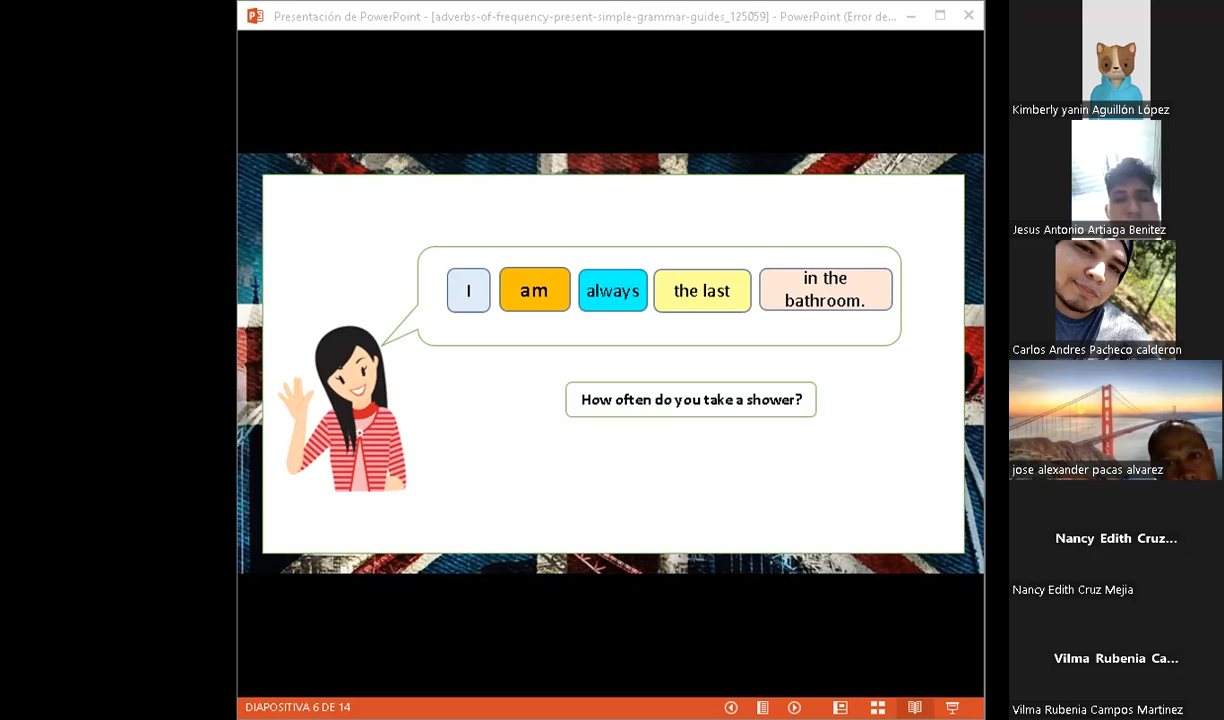 Presentación de PowerPoint - [adverbs-of-frequency-present-simple-grammar-guides_125059] - PowerPoint (Error de...
I am always the last in the
bathroom.
How often do you take a shower?
DIAPOSITIVA 6 DE 14
Kimberly yanin Aguillón López
Jesus Antonio Artiaga Benitez
Carlos Andres Pacheco calderon
jose alexander pacas alvarez
Nancy Edith Cruz...
Nancy Edith Cruz Mejia
Vilma Rubenia Ca...
Vilma Rubenia Campos Martinez